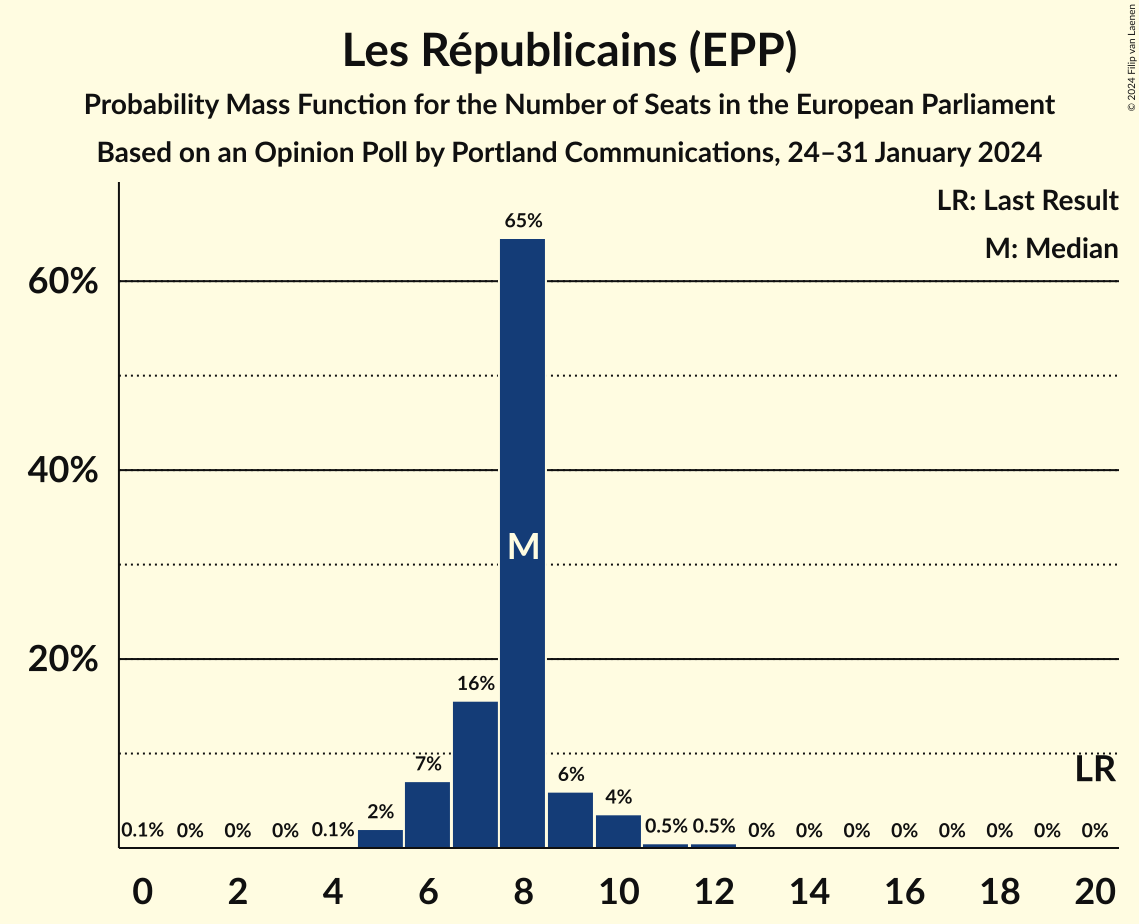 Les Républicains (EPP)
Probability Mass Function for the Number of Seats in the European Parliament
Based on an Opinion Poll by Portland Communications, 24–31 January 2024
© 2024 Filip van Laenen
LR: Last Result
M: Median
65%
60%
40%
M
20%
16%
7%
6%
LR
4%
2%
0.1% 0% 0% 0% 0.1% 0.5% 0.5% 0% 0% 0% 0% 0% 0% 0% 0%
0 2 4 6 8 10 12 14 16 18 20